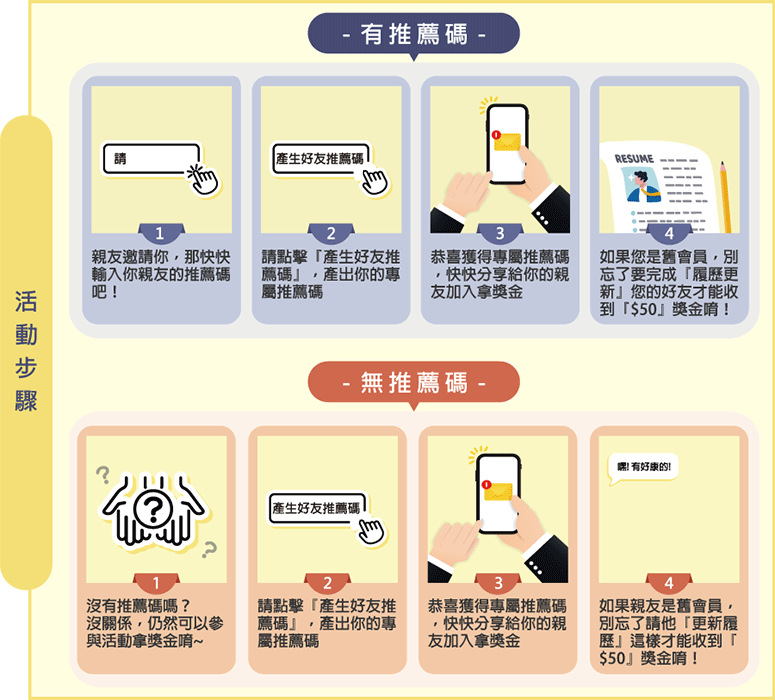 活動步驟
- 有推薦碼 -
請
1
親友邀請你，那快快
輸入你親友的推薦碼
吧！
產生好友推薦碼
2
請點擊『產生好友推
薦碼』，產出你的專
屬推薦碼
3
恭喜獲得專屬推薦碼
，快快分享給你的親
友加入拿獎金
RESUME
4
如果您是舊會員，別
忘了要完成『履歷更
新』您的好友才能收
到『$50』獎金唷！
- 無推薦碼 -
?
?
?
1
沒有推薦碼嗎？
沒關係，仍然可以參
與活動拿獎金唷~
產生好友推薦碼
2
請點擊『產生好友推
薦碼』，產出你的專
屬推薦碼
3
恭喜獲得專屬推薦碼
，快快分享給你的親
友加入拿獎金
嘿! 有好康的!
4
如果親友是舊會員，
別忘了請他『更新履
歷』這樣才能收到『
$50』獎金唷！